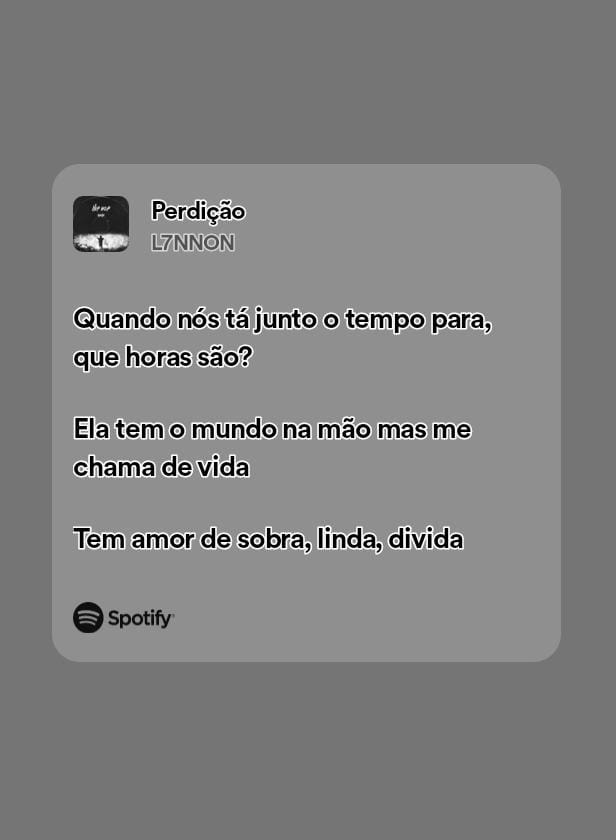 Perdição
L7NNON
Quando nós tá junto o tempo para,
que horas são?
Ela tem o mundo na mão mas me
chama de vida
Tem amor de sobra, linda, divida
Spotify